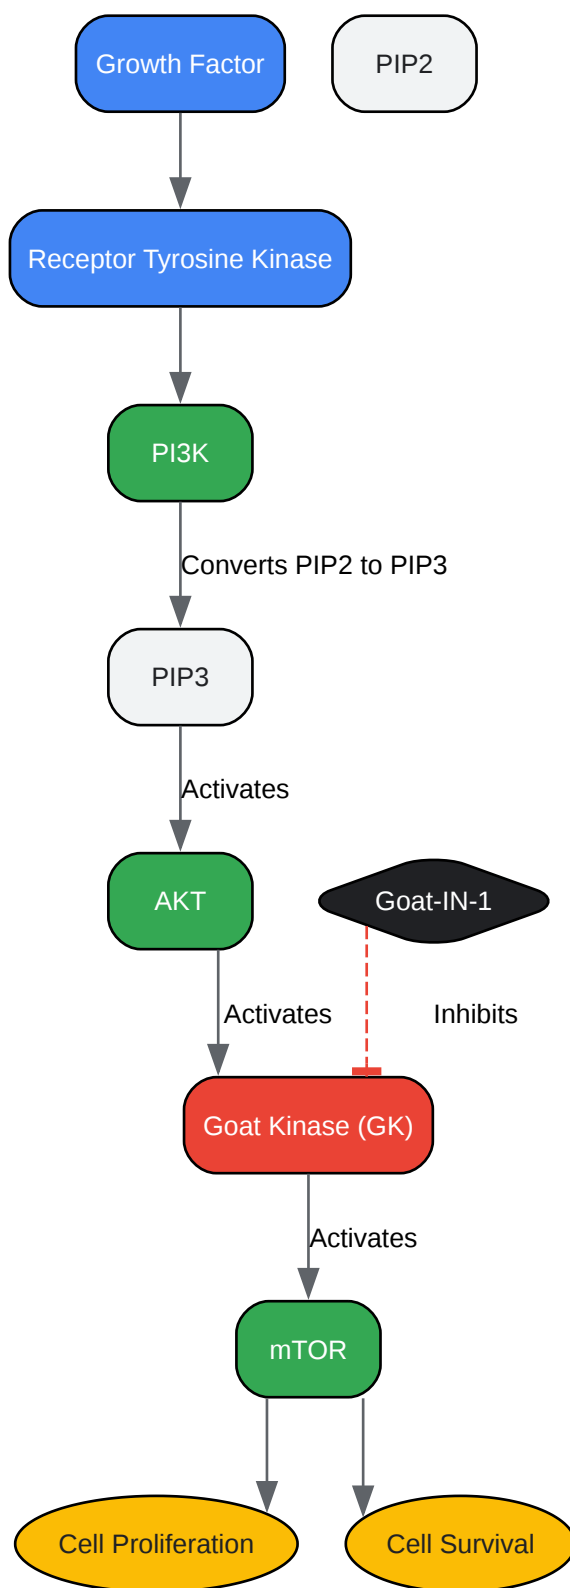 Growth Factor
PIP2
Receptor Tyrosine Kinase
PI3K
Converts PIP2 to PIP3
PIP3
Activates
AKT
Goat-IN-1
Activates
Inhibits
Goat Kinase (GK)
Activates
mTOR
Cell Proliferation
Cell Survival